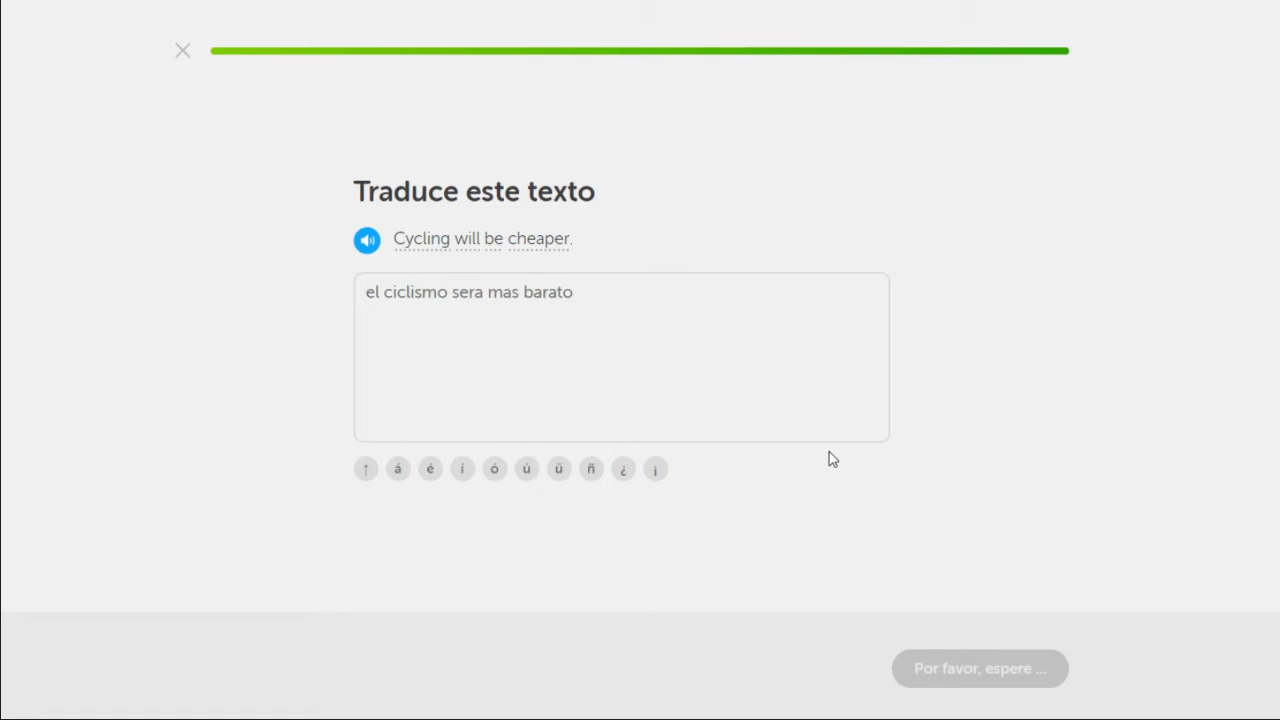 Traduce este texto
Cycling will be cheaper.
el ciclismo sera mas barato
↑ á é í ó ú ü ñ ¿ ¡
Por favor, espere ...